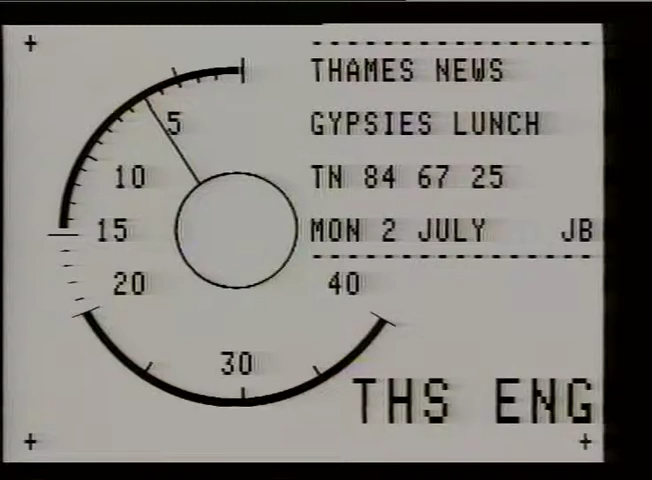 THAMES NEWS
GYPSIES LUNCH
TN 84 67 25
MON 2 JULY JB
5
10
15
20
30
40
THS ENG